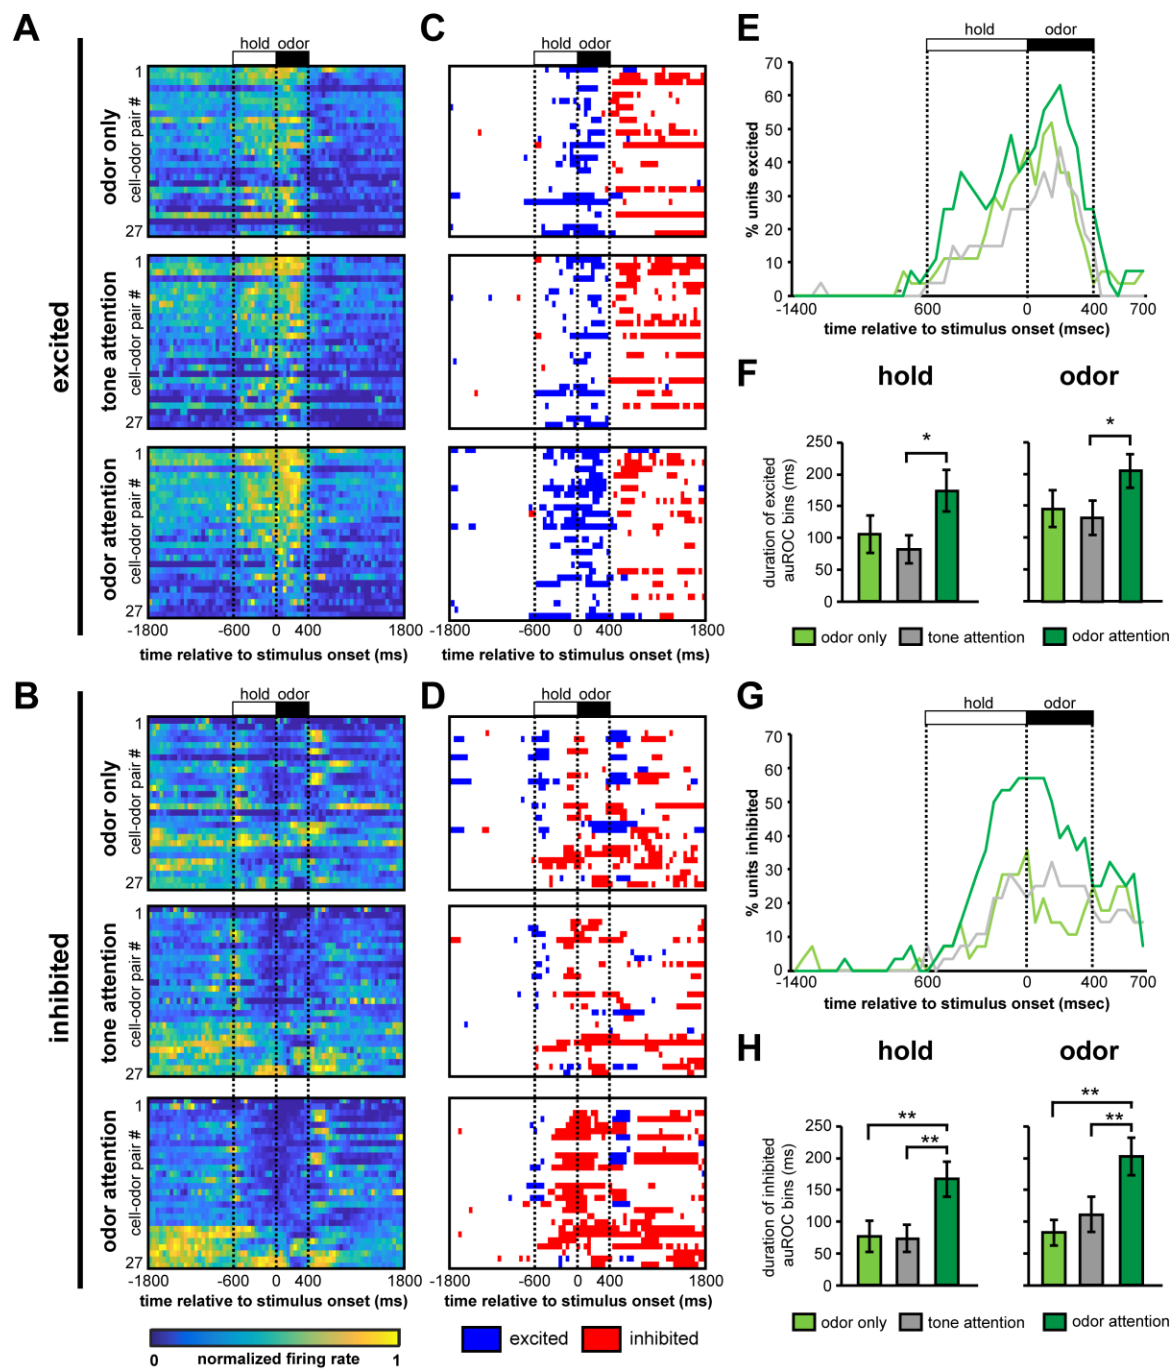 A
hold odor
excited
odor only
cell-odor pair #
1
27
tone attention
cell-odor pair #
1
27
odor attention
cell-odor pair #
1
27
-1800 -600 0 400 1800
time relative to stimulus onset (ms)
C
hold odor
-1800 -600 0 400 1800
time relative to stimulus onset (ms)
E
hold odor
% units excited
70
60
50
40
30
20
10
0
-1400 600 0 400 700
time relative to stimulus onset (msec)
F
hold odor
duration of excited
auROC bins (ms)
250
200
150
100
50
0
*
*
odor only tone attention odor attention
B
hold odor
inhibited
odor only
cell-odor pair #
1
27
tone attention
cell-odor pair #
1
27
odor attention
cell-odor pair #
1
27
-1800 -600 0 400 1800
time relative to stimulus onset (ms)
0 normalized firing rate 1
D
hold odor
-1800 -600 0 400 1800
time relative to stimulus onset (ms)
excited inhibited
G
hold odor
% units inhibited
70
60
50
40
30
20
10
0
-1400 600 0 400 700
time relative to stimulus onset (msec)
H
hold odor
duration of inhibited
auROC bins (ms)
250
200
150
100
50
0
**
**
**
**
odor only tone attention odor attention